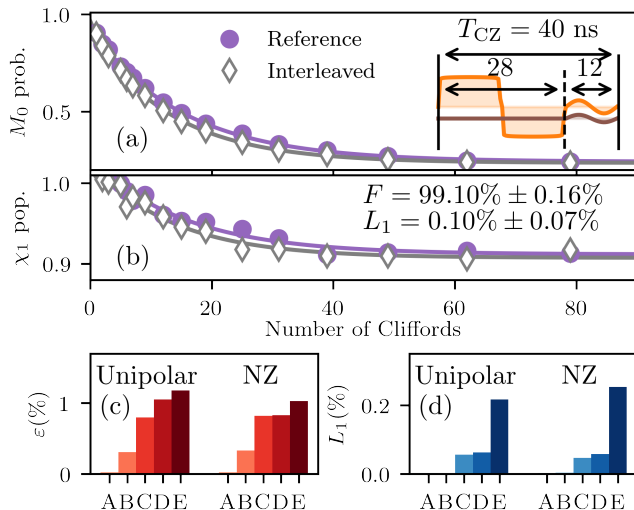 1.0
0.5
M₀ prob.
(a)
Reference
Interleaved
T_CZ = 40 ns
28
12
1.0
0.9
χ₁ pop.
(b)
F = 99.10% ± 0.16%
L₁ = 0.10% ± 0.07%
0 20 40 60 80
Number of Cliffords
Unipolar NZ
(c)
1
0
ε(%)
ABCDE ABCDE
Unipolar NZ
(d)
0.2
0.0
L₁(%)
ABCDE ABCDE